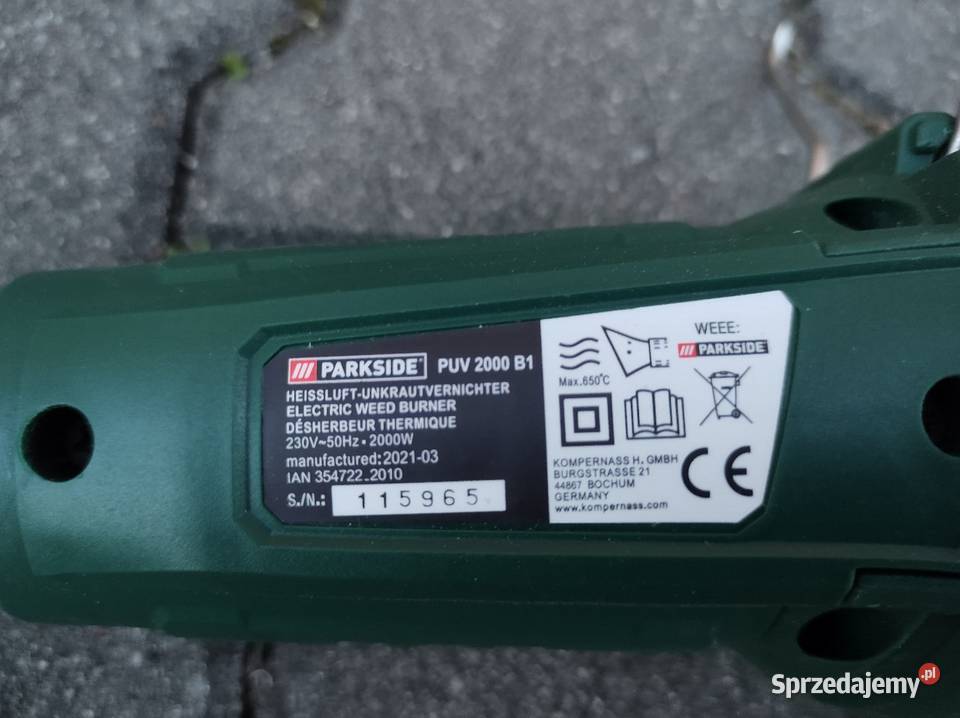 PARKSIDE® PUV 2000 B1
HEISSLUFT-UNKRAUTVERNICHTER
ELECTRIC WEED BURNER
DÉSHERBEUR THERMIQUE
230V~50Hz • 2000W
manufactured: 2021-03
IAN 354722_2010
S./N.: 115965
Max. 650°C
WEEE:
PARKSIDE
KOMPERNASS H. GMBH
BURGSTRASSE 21
44867 BOCHUM
GERMANY
www.kompernass.com
CE
Sprzedajemy.pl